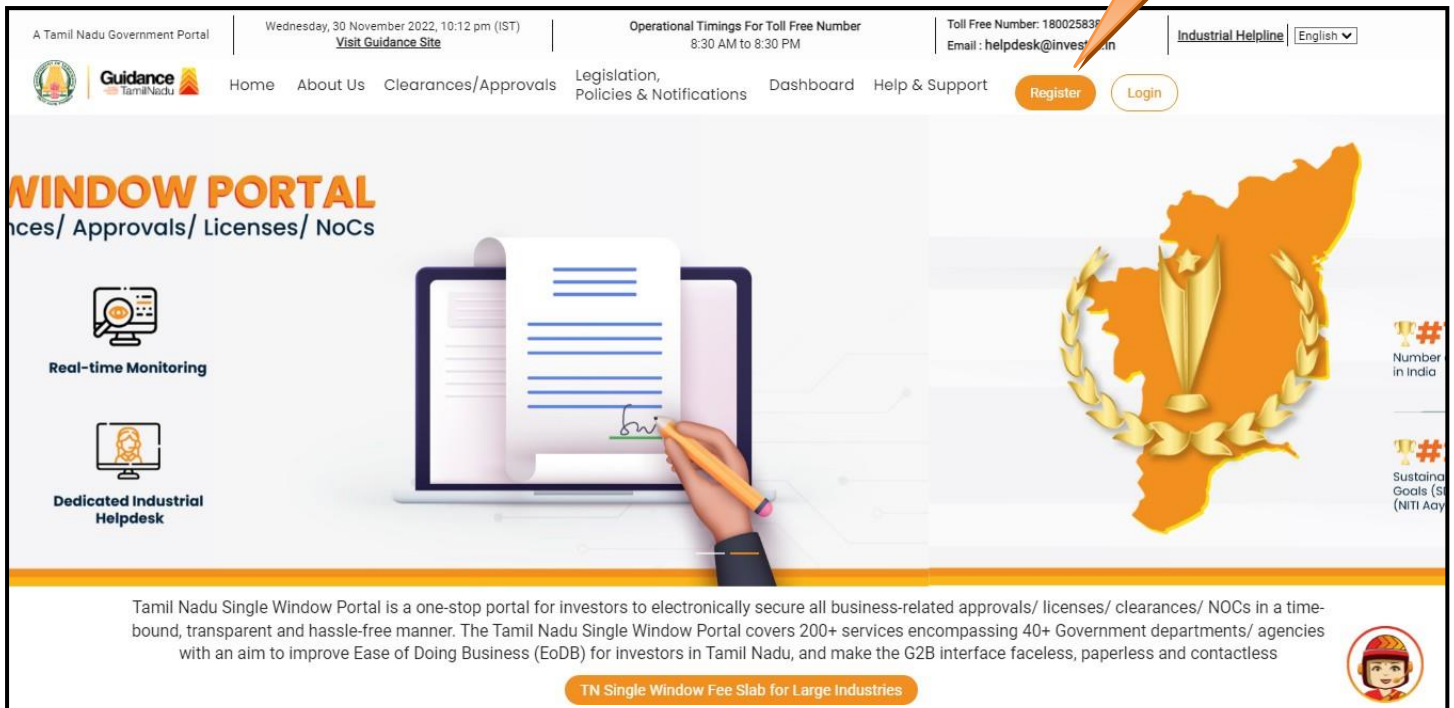 A Tamil Nadu Government Portal
Wednesday, 30 November 2022, 10:12 pm (IST)
Visit Guidance Site
Operational Timings For Toll Free Number
8:30 AM to 8:30 PM
Toll Free Number: 180025838
Email : helpdesk@invest
Industrial Helpline
English
Guidance
TamilNadu
Home
About Us
Clearances/Approvals
Legislation,
Policies & Notifications
Dashboard
Help & Support
Register
Login
WINDOW PORTAL
nces/ Approvals/ Licenses/ NoCs
Real-time Monitoring
Dedicated Industrial
Helpdesk
Number
in India
Goals
(NITI
Tamil Nadu Single Window Portal is a one-stop portal for investors to electronically secure all business-related approvals/ licenses/ clearances/ NOCs in a time-
bound, transparent and hassle-free manner. The Tamil Nadu Single Window Portal covers 200+ services encompassing 40+ Government departments/ agencies
with an aim to improve Ease of Doing Business (EoDB) for investors in Tamil Nadu, and make the G2B interface faceless, paperless and contactless
TN Single Window Fee Slab for Large Industries